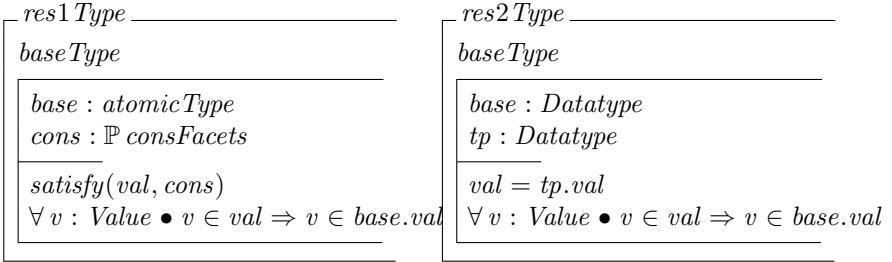 res1Type
baseType
base : atomicType
cons : ℙ consFacets
satisfy(val, cons)
∀ v : Value • v ∈ val ⇒ v ∈ base.val
res2Type
baseType
base : Datatype
tp : Datatype
val = tp.val
∀ v : Value • v ∈ val ⇒ v ∈ base.val